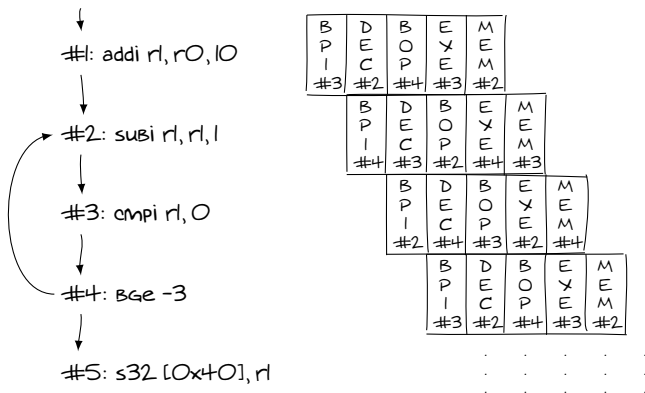 #1: addi r1, r0, 10
#2: subi r1, r1, 1
#3: cmpi r1, 0
#4: BGe -3
#5: s32 [0x40], r1
B D B E M
P E O X E
I C P E M
#3 #2 #4 #3 #2
B D B E M
P E O X E
I C P E M
#4 #3 #2 #4 #3
B D B E M
P E O X E
I C P E M
#2 #4 #3 #2 #4
B D B E M
P E O X E
I C P E M
#3 #2 #4 #3 #2
. . . . .
. . . . .
. . . . .